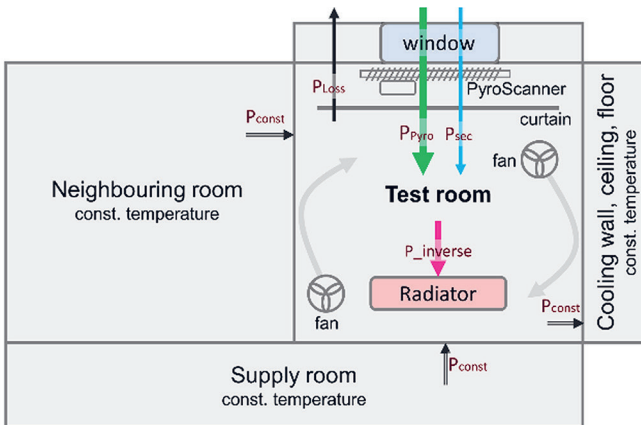 window
PLoss
PyroScanner
curtain
Pconst
PPyro
Psec
fan
Neighbouring room
const. temperature
Test room
Cooling wall, ceiling, floor
const. temperature
P_inverse
Radiator
fan
Pconst
Supply room
const. temperature
Pconst